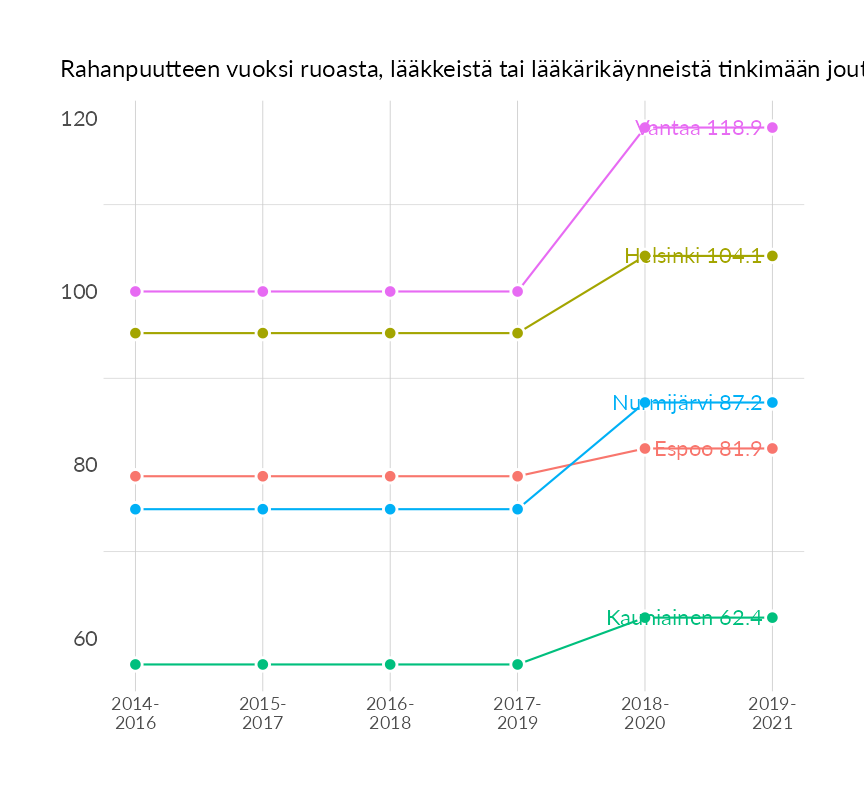 Rahanpuutteen vuoksi ruoasta, lääkkeistä tai lääkärikäynneistä tinkimään
120
Vantaa 118.9
Helsinki 104.1
100
Nurmijärvi 87.2
Espoo 81.9
80
Kauniainen 62.4
60
2014-
2016
2015-
2017
2016-
2018
2017-
2019
2018-
2020
2019-
2021